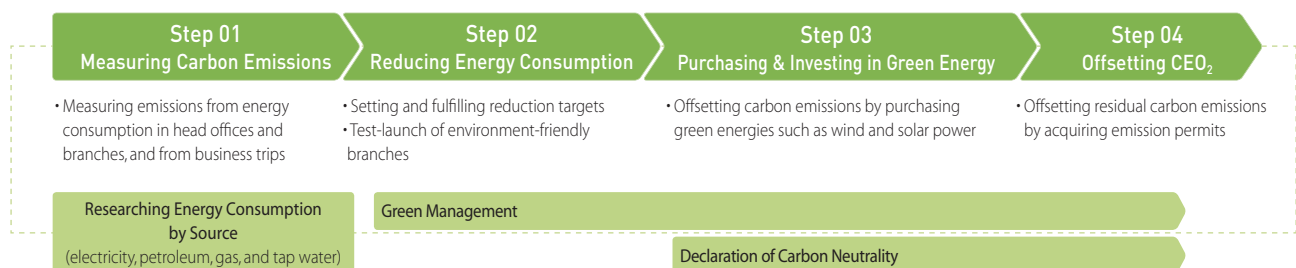 Step 01
Measuring Carbon Emissions
Step 02
Reducing Energy Consumption
Step 03
Purchasing & Investing in Green Energy
Step 04
Offsetting CEO₂
• Measuring emissions from energy
consumption in head offices and
branches, and from business trips
• Setting and fulfilling reduction targets
• Test-launch of environment-friendly
branches
• Offsetting carbon emissions by purchasing
green energies such as wind and solar power
• Offsetting residual carbon emissions
by acquiring emission permits
Researching Energy Consumption
by Source
(electricity, petroleum, gas, and tap water)
Green Management
Declaration of Carbon Neutrality